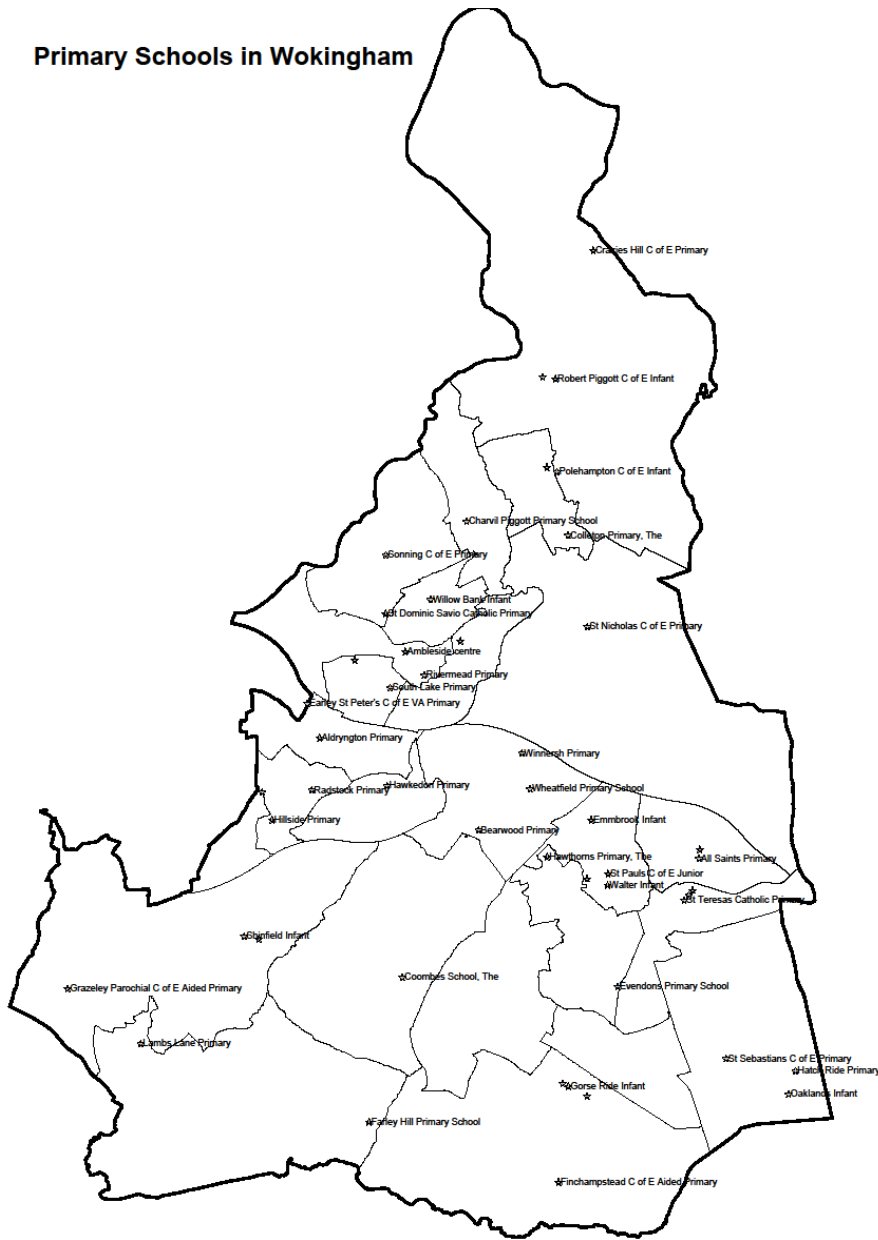 Primary Schools in Wokingham
Crazies Hill C of E Primary
Robert Piggott C of E Infant
Polehampton C of E Infant
Charvil Piggott Primary School
Colleton Primary, The
Sonning C of E Primary
Willow Bank Infant
St Dominic Savio Catholic Primary
St Nicholas C of E Primary
Ambleside centre
Rivermead Primary
South Lake Primary
Earley St Peter's C of E VA Primary
Aldryngton Primary
Winnersh Primary
Hawkedon Primary
Radstock Primary
Wheatfield Primary School
Hillside Primary
Emmbrook Infant
Bearwood Primary
Hawthorns Primary, The
All Saints Primary
St Pauls C of E Junior
Walter Infant
St Teresas Catholic Primary
Shinfield Infant
Coombes School, The
Grazeley Parochial C of E Aided Primary
Evendons Primary School
Lambs Lane Primary
St Sebastians C of E Primary
Hatch Ride Primary
Gorse Ride Infant
Oaklands Infant
Farley Hill Primary School
Finchampstead C of E Aided Primary